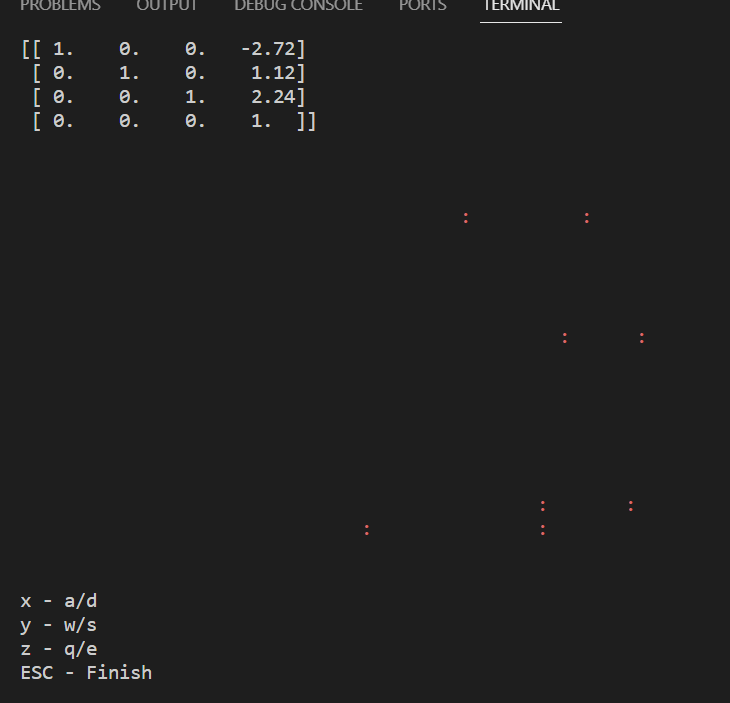 PROBLEMS OUTPUT DEBUG CONSOLE PORTS TERMINAL
[[ 1.    0.    0.   -2.72]
 [ 0.    1.    0.    1.12]
 [ 0.    0.    1.    2.24]
 [ 0.    0.    0.    1.  ]]
: :
: :
: :
: :
x - a/d
y - w/s
z - q/e
ESC - Finish